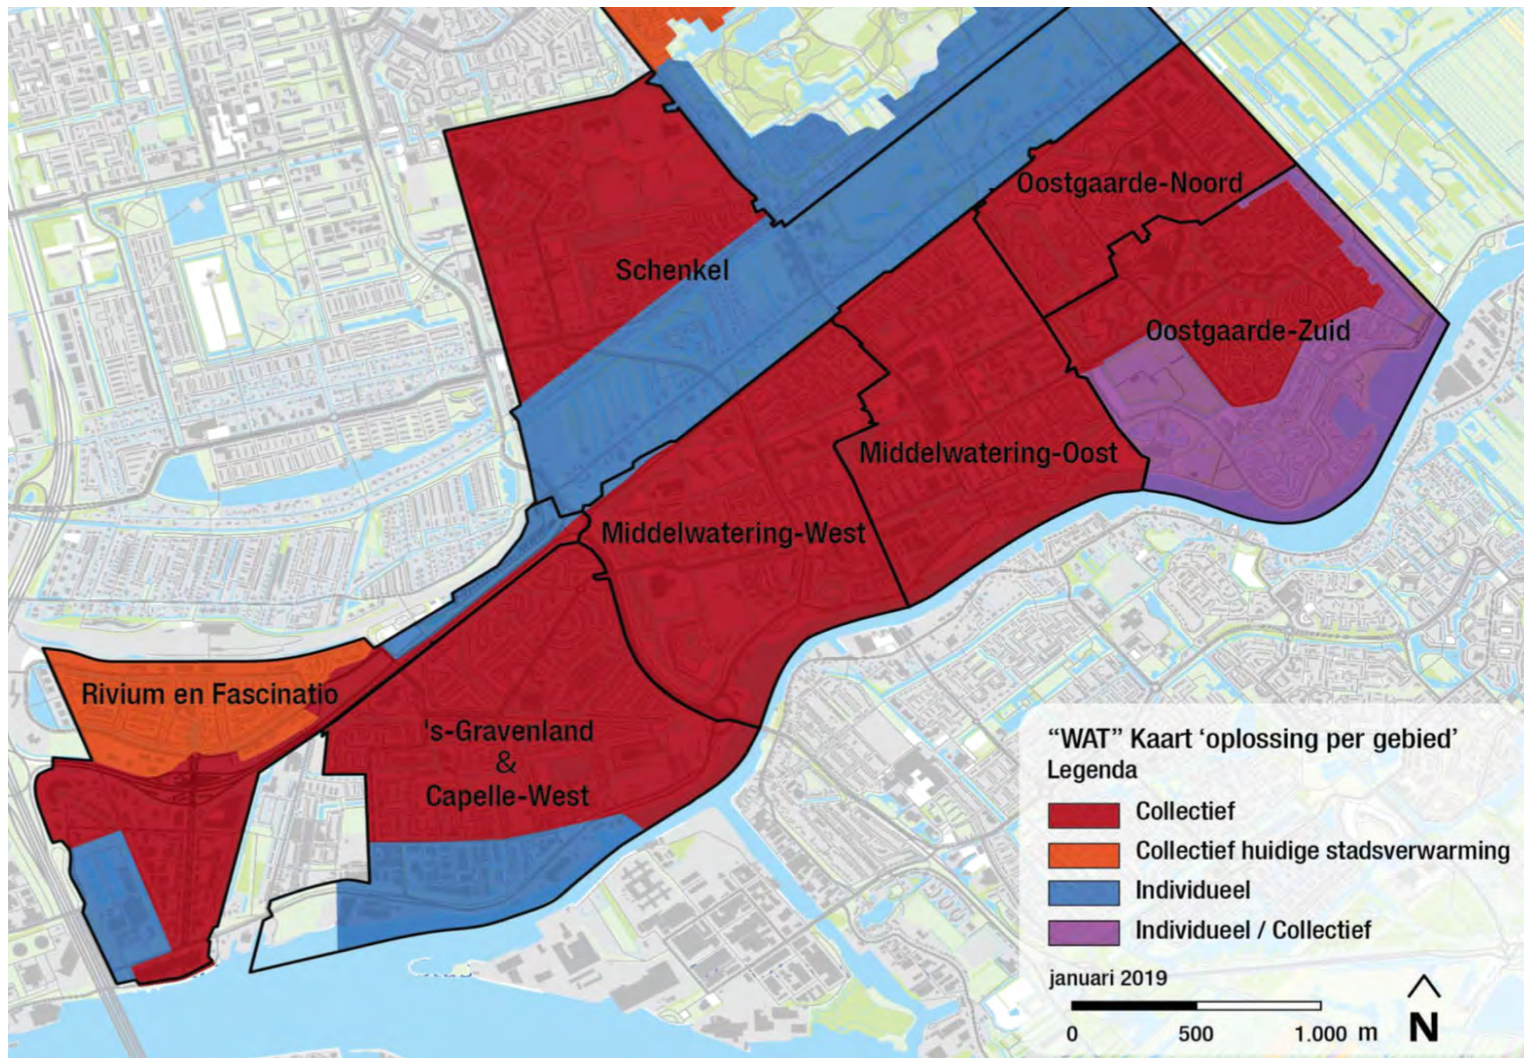 Oostgaarde-Noord
Schenkel
Oostgaarde-Zuid
Middelwatering-Oost
Middelwatering-West
Rivium en Fascinatio
's-Gravenland
&
Capelle-West
“WAT” Kaart ‘oplossing per gebied’
Legenda
Collectief
Collectief huidige stadsverwarming
Individueel
Individueel / Collectief
januari 2019
0 500 1.000 m
N